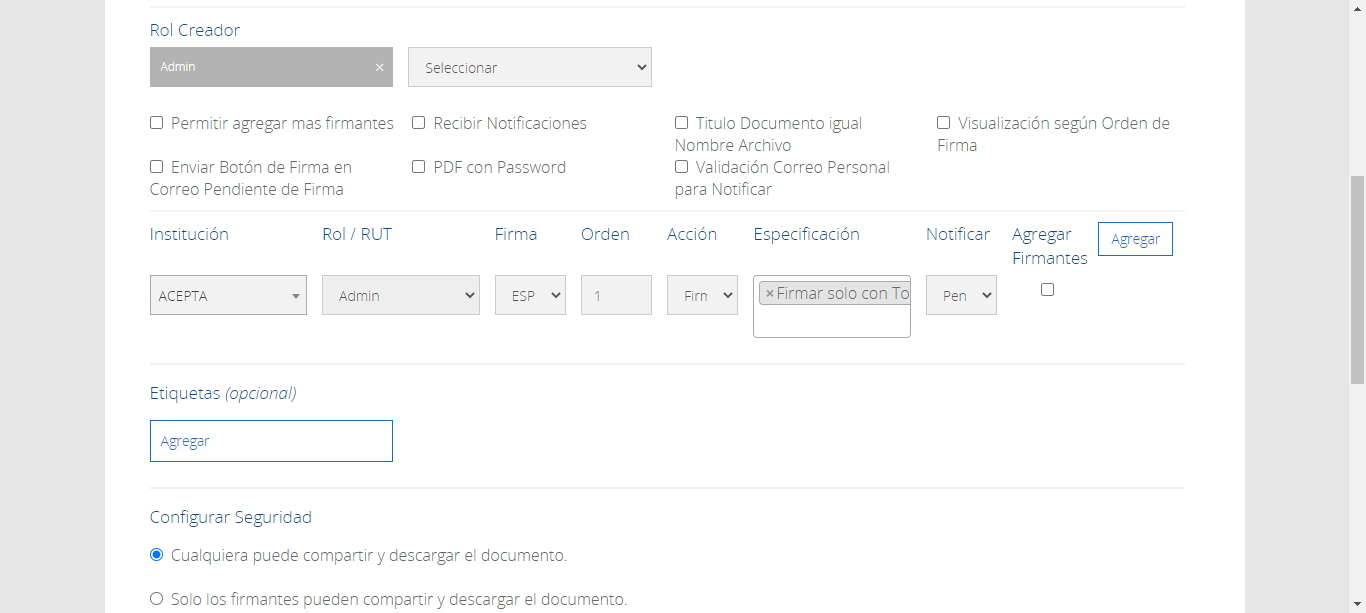 Rol Creador
Admin × Seleccionar
Permitir agregar mas firmantes Recibir Notificaciones Titulo Documento igual Visualización según Orden de
Nombre Archivo Firma
Enviar Botón de Firma en PDF con Password Validación Correo Personal
Correo Pendiente de Firma para Notificar
Institución Rol / RUT Firma Orden Acción Especificación Notificar Agregar Agregar
Firmantes
ACEPTA Admin ESP 1 Firn ×Firmar solo con To Pen
Etiquetas (opcional)
Agregar
Configurar Seguridad
Cualquiera puede compartir y descargar el documento.
Solo los firmantes pueden compartir y descargar el documento.